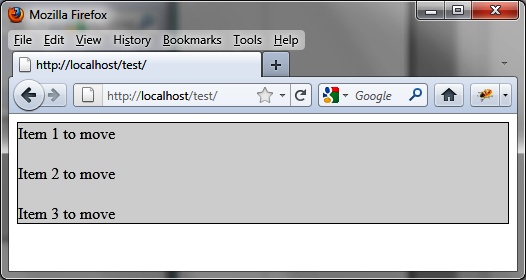 Mozilla Firefox
File Edit View History Bookmarks Tools Help
http://localhost/test/
http://localhost/test/ Google
Item 1 to move
Item 2 to move
Item 3 to move